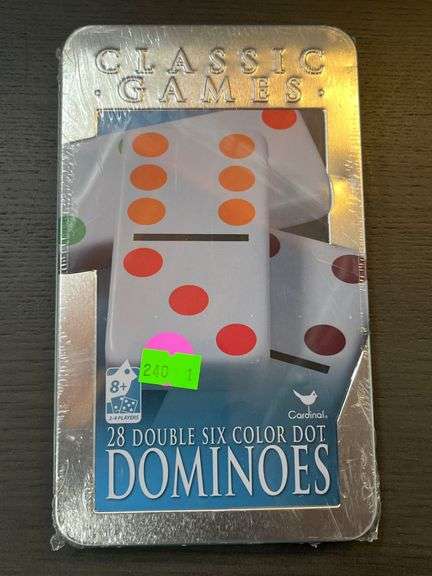 CLASSIC
· GAMES ·
240 1
8+
2-4 PLAYERS
Cardinal®
28 DOUBLE SIX COLOR DOT
DOMINOES